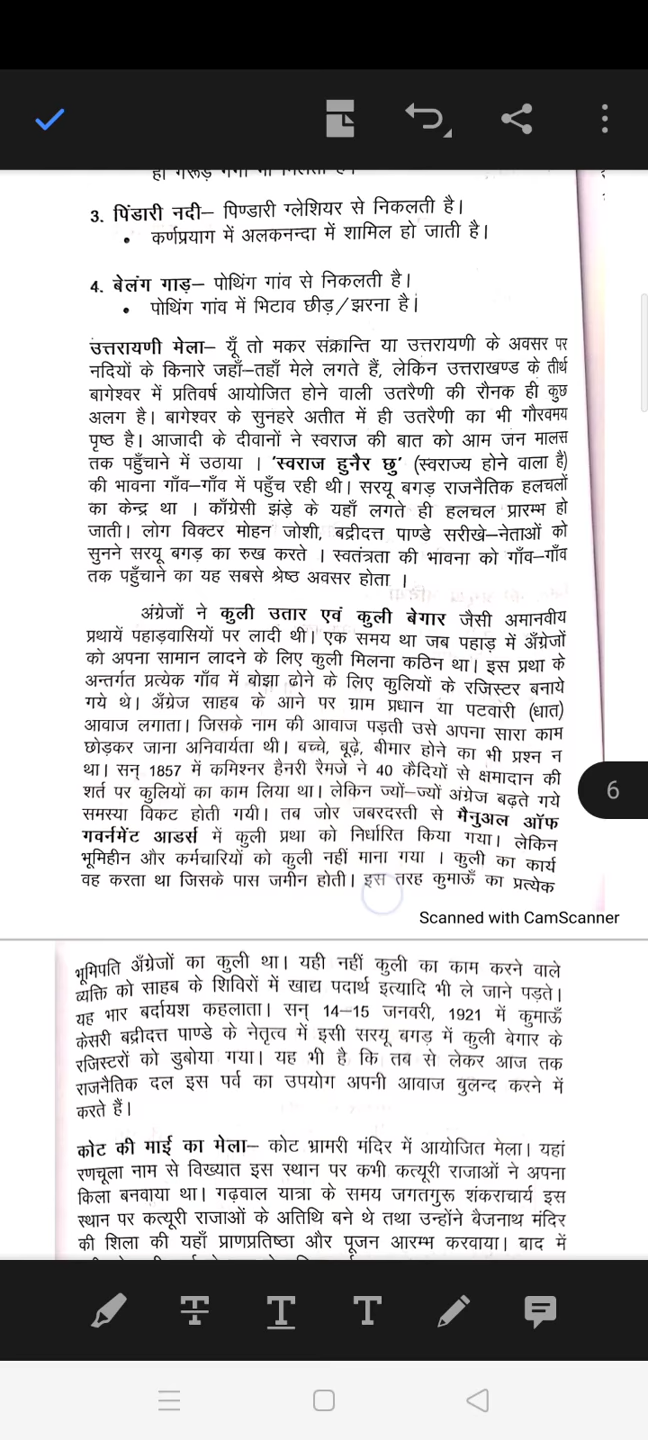 3. पिंडारी नदी– पिण्डारी ग्लेशियर से निकलती है।
• कर्णप्रयाग में अलकनन्दा में शामिल हो जाती है।
4. बेलंग गाड़– पोथिंग गांव से निकलती है।
• पोथिंग गांव में भिटाव छीड़/झरना है।
उत्तरायणी मेला– यूँ तो मकर संक्रान्ति या उत्तरायणी के अवसर पर
नदियों के किनारे जहाँ–तहाँ मेले लगते हैं, लेकिन उत्तराखण्ड के तीर्थ
बागेश्वर में प्रतिवर्ष आयोजित होने वाली उतरैणी की रौनक ही कुछ
अलग है। बागेश्वर के सुनहरे अतीत में ही उतरैणी का भी गौरवमय
पृष्ठ है। आजादी के दीवानों ने स्वराज की बात को आम जन मालस
तक पहुँचाने में उठाया । 'स्वराज हुनैर छु' (स्वराज्य होने वाला है)
की भावना गाँव–गाँव में पहुँच रही थी। सरयू बगड़ राजनैतिक हलचलों
का केन्द्र था । काँग्रेसी झंड़े के यहाँ लगते ही हलचल प्रारम्भ हो
जाती। लोग विक्टर मोहन जोशी, बद्रीदत्त पाण्डे सरीखे–नेताओं को
सुनने सरयू बगड़ का रुख करते । स्वतंत्रता की भावना को गाँव–गाँव
तक पहुँचाने का यह सबसे श्रेष्ठ अवसर होता ।
अंग्रेजों ने कुली उतार एवं कुली बेगार जैसी अमानवीय
प्रथायें पहाड़वासियों पर लादी थी। एक समय था जब पहाड़ में अँग्रेजों
को अपना सामान लादने के लिए कुली मिलना कठिन था। इस प्रथा के
अन्तर्गत प्रत्येक गाँव में बोझा ढोने के लिए कुलियों के रजिस्टर बनाये
गये थे। अँग्रेज साहब के आने पर ग्राम प्रधान या पटवारी (धात)
आवाज लगाता। जिसके नाम की आवाज पड़ती उसे अपना सारा काम
छोड़कर जाना अनिवार्यता थी। बच्चे, बूढ़े, बीमार होने का भी प्रश्न न
था। सन् 1857 में कमिश्नर हैनरी रैमजे ने 40 कैदियों से क्षमादान की
शर्त पर कुलियों का काम लिया था। लेकिन ज्यों–ज्यों अंग्रेज बढ़ते गये
समस्या विकट होती गयी। तब जोर जबरदस्ती से मैनुअल ऑफ
गवर्नमेंट आडर्स में कुली प्रथा को निर्धारित किया गया। लेकिन
भूमिहीन और कर्मचारियों को कुली नहीं माना गया । कुली का कार्य
वह करता था जिसके पास जमीन होती। इस तरह कुमाऊँ का प्रत्येक
6
Scanned with CamScanner
भूमिपति अँग्रेजों का कुली था। यही नहीं कुली का काम करने वाले
व्यक्ति को साहब के शिविरों में खाद्य पदार्थ इत्यादि भी ले जाने पड़ते।
यह भार बर्दायश कहलाता। सन् 14–15 जनवरी, 1921 में कुमाऊँ
केसरी बद्रीदत्त पाण्डे के नेतृत्व में इसी सरयू बगड़ में कुली बेगार के
रजिस्टरों को डुबोया गया। यह भी है कि तब से लेकर आज तक
राजनैतिक दल इस पर्व का उपयोग अपनी आवाज बुलन्द करने में
करते हैं।
कोट की माई का मेला– कोट भ्रामरी मंदिर में आयोजित मेला। यहां
रणचूला नाम से विख्यात इस स्थान पर कभी कत्यूरी राजाओं ने अपना
किला बनवाया था। गढ़वाल यात्रा के समय जगतगुरू शंकराचार्य इस
स्थान पर कत्यूरी राजाओं के अतिथि बने थे तथा उन्होंने बैजनाथ मंदिर
की शिला की यहाँ प्राणप्रतिष्ठा और पूजन आरम्भ करवाया। बाद में